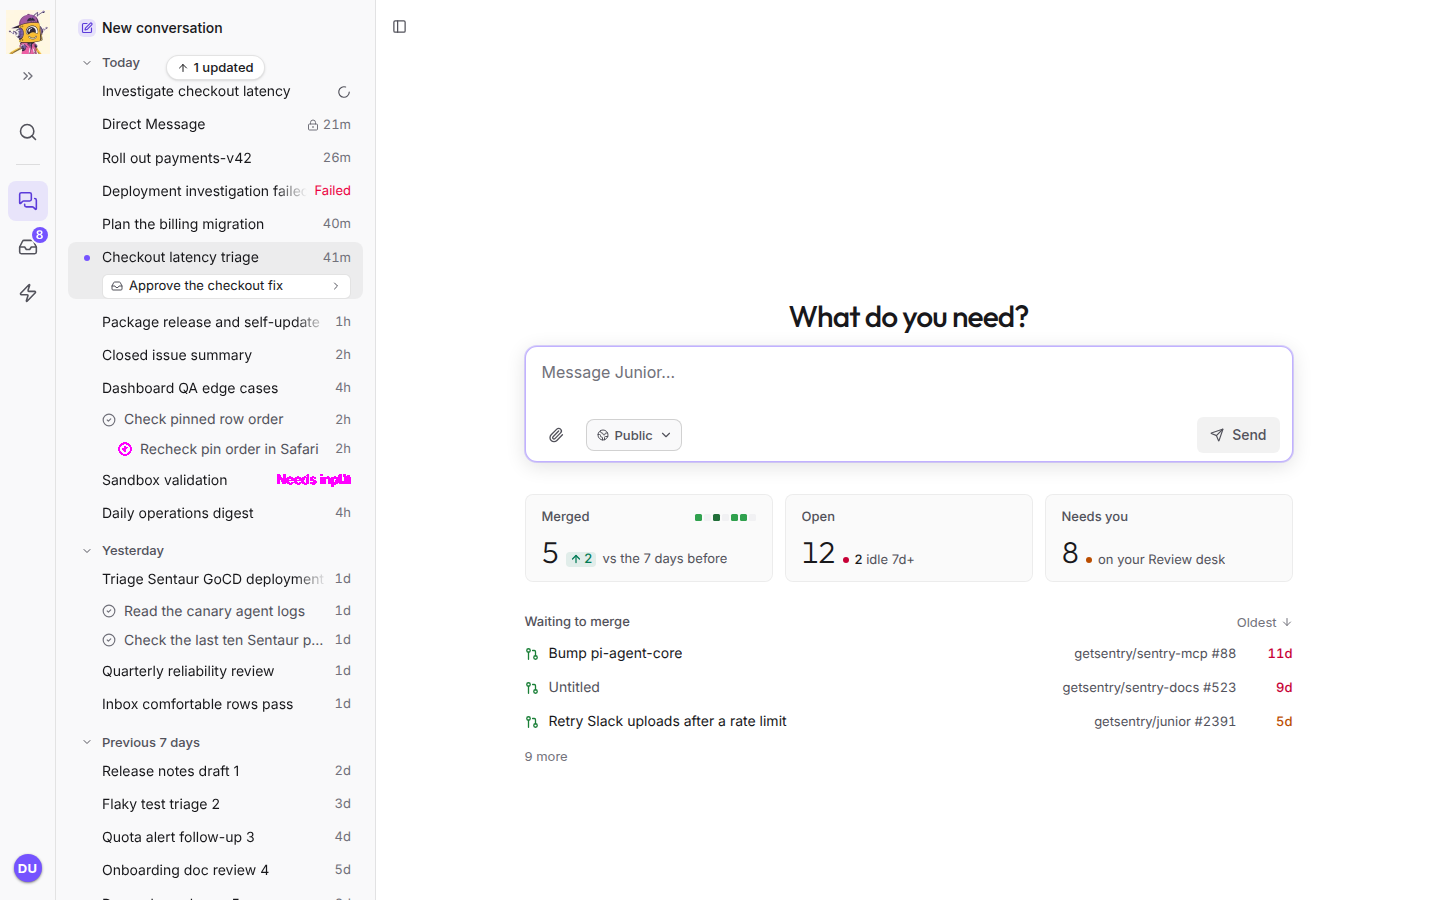 New conversation
Today
1 updated
Investigate checkout latency
Direct Message 21m
Roll out payments-v42 26m
Deployment investigation failed Failed
Plan the billing migration 40m
8
Checkout latency triage 41m
Approve the checkout fix
Package release and self-update 1h
Closed issue summary 2h
Dashboard QA edge cases 4h
Check pinned row order 2h
Recheck pin order in Safari 2h
Sandbox validation Needs input
Daily operations digest 4h
Yesterday
Triage Sentaur GoCD deployment 1d
Read the canary agent logs 1d
Check the last ten Sentaur p... 1d
Quarterly reliability review 1d
Inbox comfortable rows pass 1d
Previous 7 days
Release notes draft 1 2d
Flaky test triage 2 3d
Quota alert follow-up 3 4d
Onboarding doc review 4 5d
DU
What do you need?
Message Junior...
Public
Send
Merged
5 2 vs the 7 days before
Open
12 2 idle 7d+
Needs you
8 on your Review desk
Waiting to merge Oldest
Bump pi-agent-core getsentry/sentry-mcp #88 11d
Untitled getsentry/sentry-docs #523 9d
Retry Slack uploads after a rate limit getsentry/junior #2391 5d
9 more